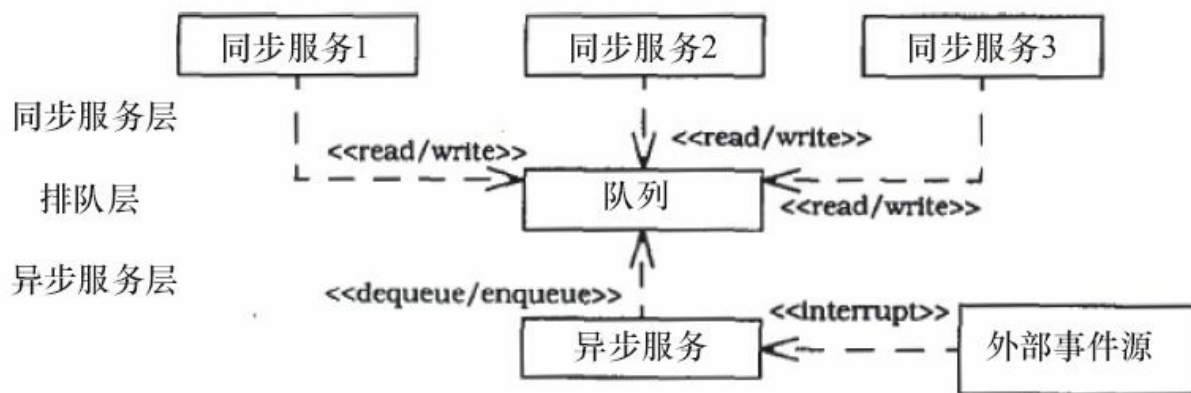 同步服务1
同步服务2
同步服务3
同步服务层
<<read/write>>
<<read/write>>
排队层
队列
<<read/write>>
异步服务层
<<dequeue/enqueue>>
<<interrupt>>
异步服务
外部事件源